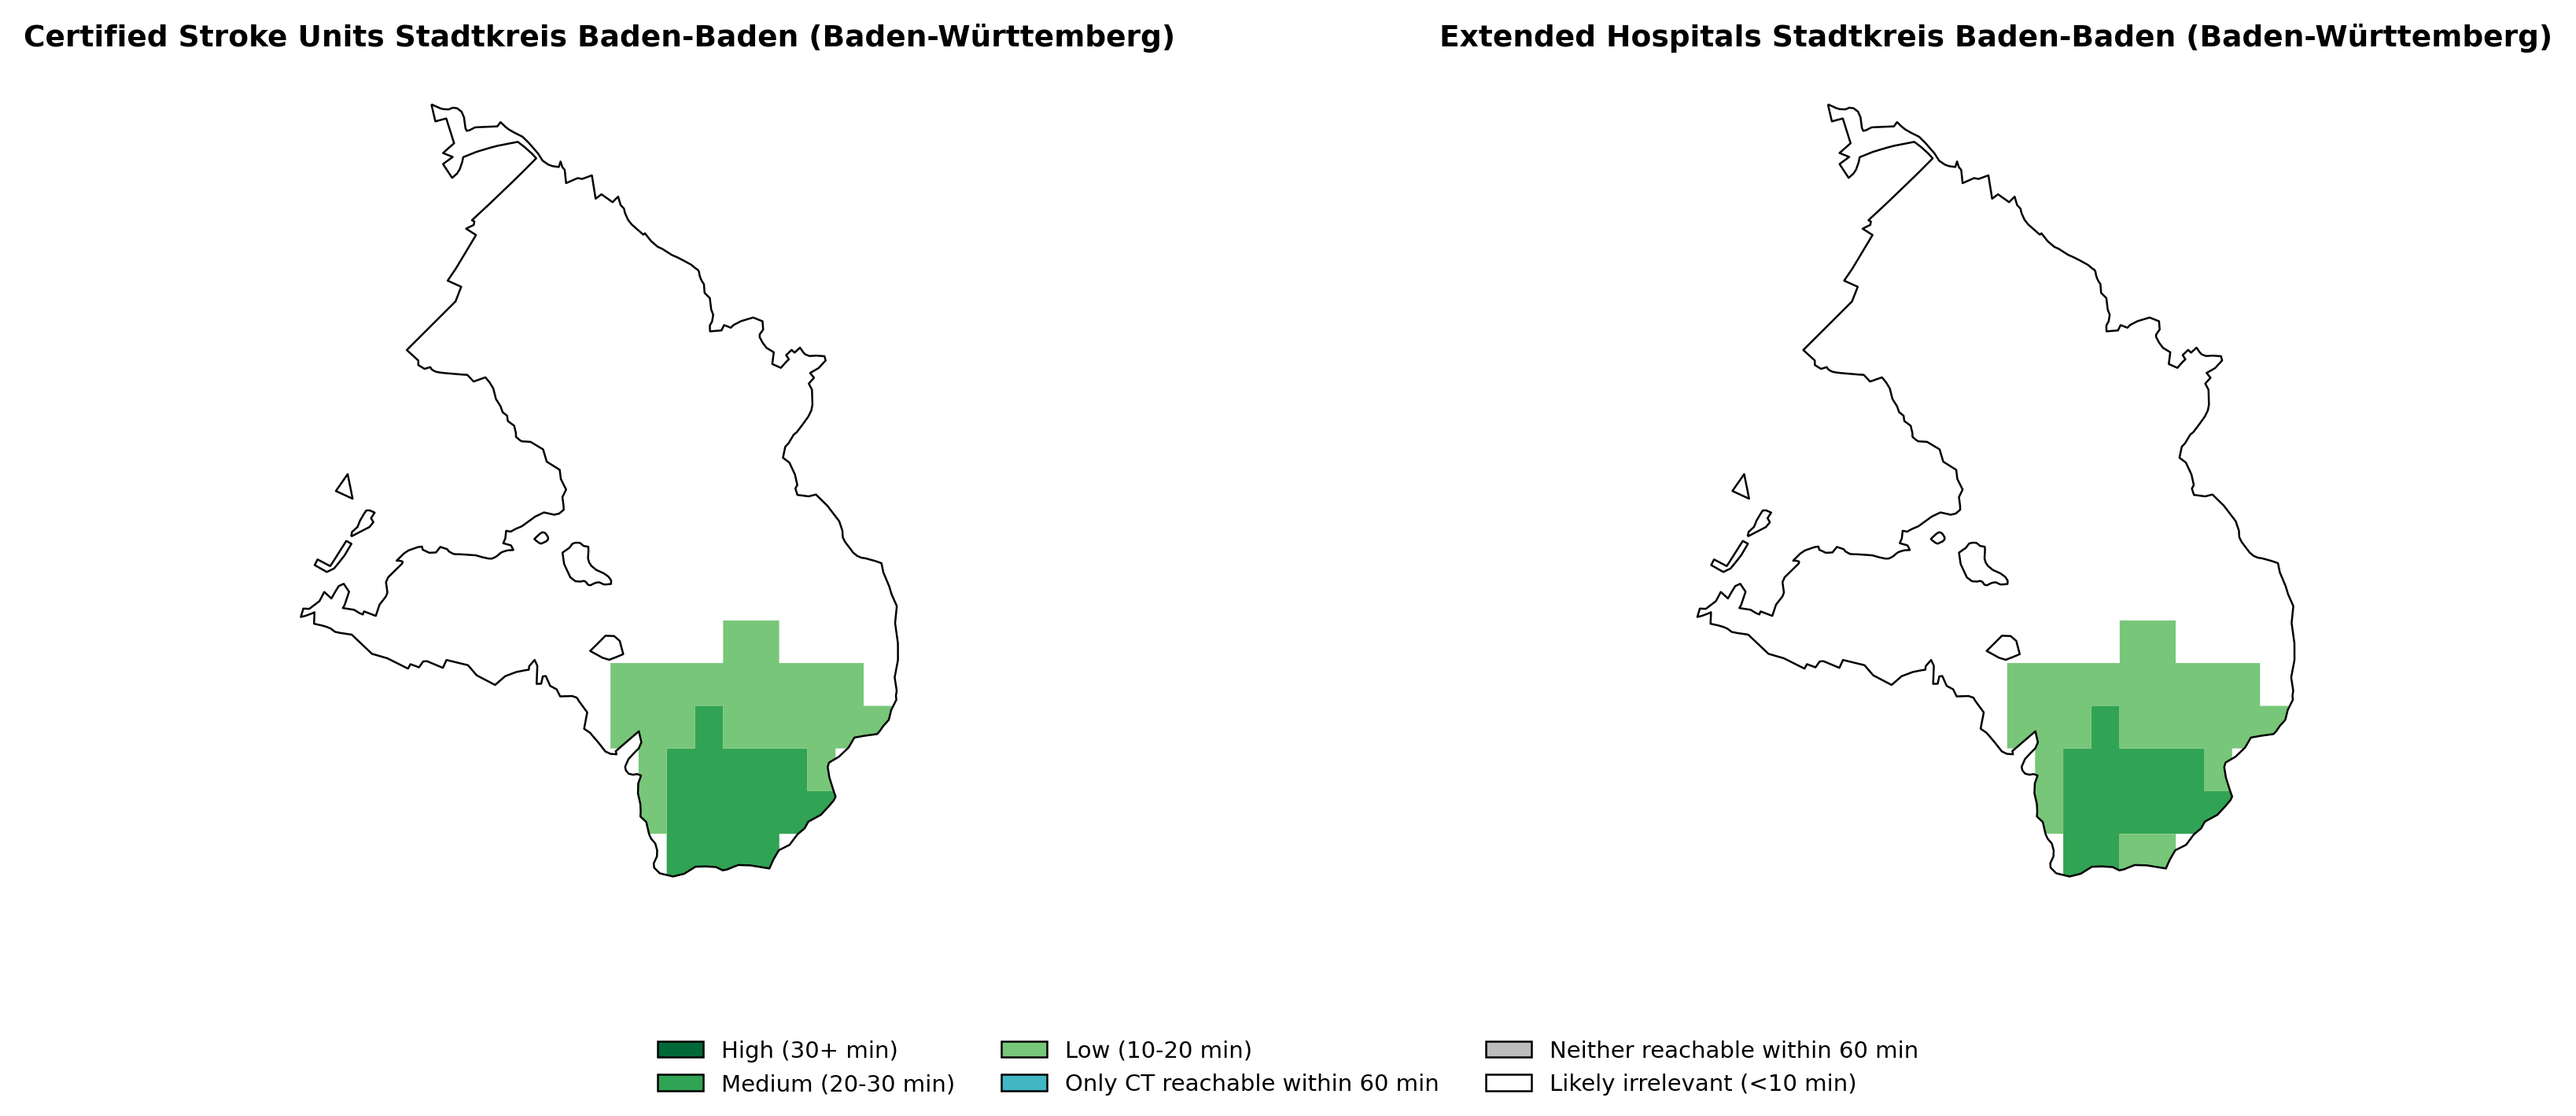 Certified Stroke Units Stadtkreis Baden-Baden (Baden-Württemberg)
Extended Hospitals Stadtkreis Baden-Baden (Baden-Württemberg)
High (30+ min)
Medium (20-30 min)
Low (10-20 min)
Only CT reachable within 60 min
Neither reachable within 60 min
Likely irrelevant (<10 min)